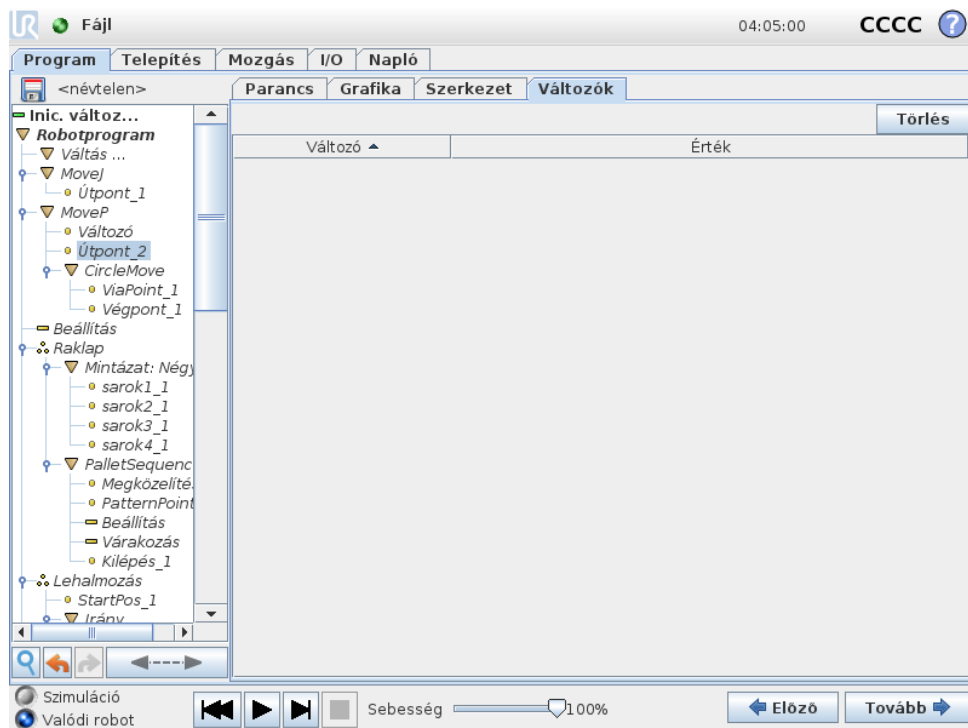 UR Fájl 04:05:00 CCCC ?
Program Telepítés Mozgás I/O Napló
<névtelen> Parancs Grafika Szerkezet Változók
Törlés
Változó Érték
Inic. változ...
Robotprogram
Váltás ...
MoveJ
Útpont_1
MoveP
Változó
Útpont_2
CircleMove
ViaPoint_1
Végpont_1
Beállítás
Raklap
Mintázat: Négy
sarok1_1
sarok2_1
sarok3_1
sarok4_1
PalletSequenc
Megközelíté
PatternPoint
Beállítás
Várakozás
Kilépés_1
Lehalmozás
StartPos_1
Irány
Szimuláció
Valódi robot
Sebesség 100%
Előző Tovább